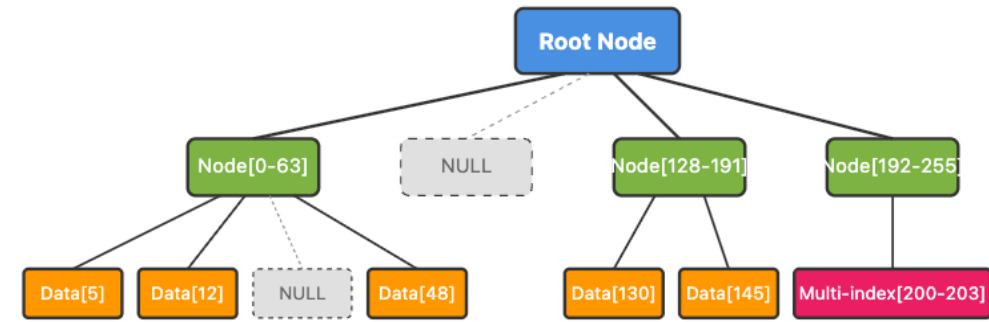 Root Node
Node[0-63]
NULL
Node[128-191]
Node[192-255]
Data[5]
Data[12]
NULL
Data[48]
Data[130]
Data[145]
Multi-index[200-203]